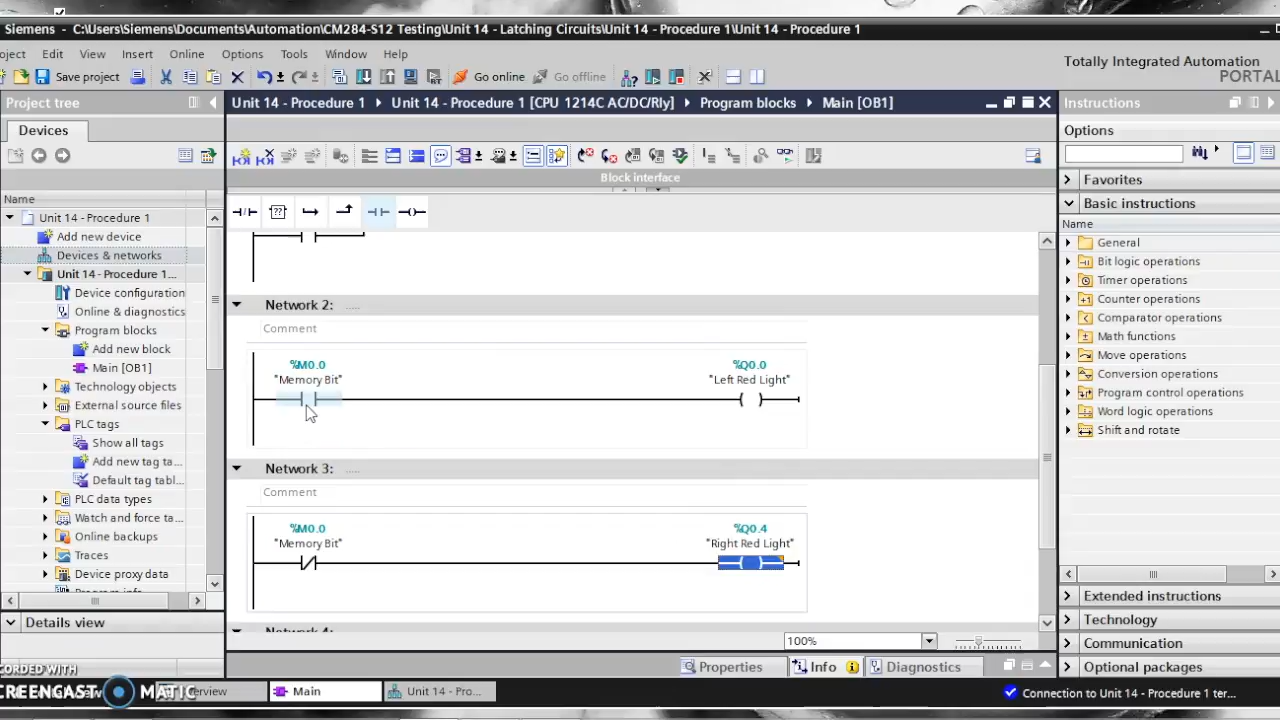 Siemens - C:\Users\Siemens\Documents\Automation\CM284-S12 Testing\Unit 14 - Latching Circuits\Unit 14 - Procedure 1\Unit 14 - Procedure 1
oject Edit View Insert Online Options Tools Window Help
Totally Integrated Automation
PORTAL
Save project Go online Go offline
Project tree
Unit 14 - Procedure 1 Unit 14 - Procedure 1 [CPU 1214C AC/DC/Rly] Program blocks Main [OB1]
Instructions
Devices
Options
Block interface
Favorites
Basic instructions
Name
Name
Unit 14 - Procedure 1
Add new device
Devices & networks
Unit 14 - Procedure 1...
Device configuration
Online & diagnostics
Program blocks
Add new block
Main [OB1]
Technology objects
External source files
PLC tags
Show all tags
Add new tag ta...
Default tag tabl...
PLC data types
Watch and force ta...
Online backups
Traces
Device proxy data
Program info
Details view
??
Network 2: .....
Comment
%M0.0
"Memory Bit"
%Q0.0
"Left Red Light"
Network 3: .....
Comment
%M0.0
"Memory Bit"
%Q0.4
"Right Red Light"
Network 4:
100%
General
Bit logic operations
Timer operations
Counter operations
Comparator operations
Math functions
Move operations
Conversion operations
Program control operations
Word logic operations
Shift and rotate
Extended instructions
Technology
Communication
Optional packages
Properties Info Diagnostics
CORDED WITH
CREENCAST MATIC
erview Main Unit 14 - Pro...
Connection to Unit 14 - Procedure 1 ter...